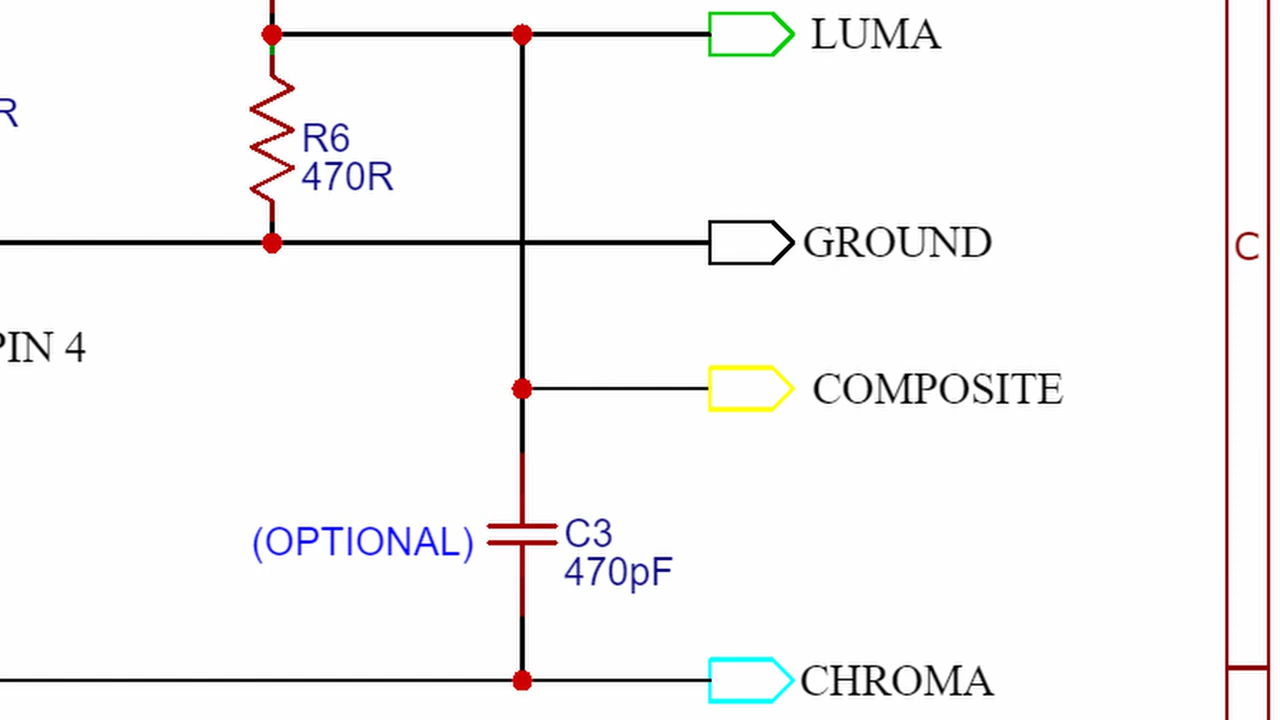 LUMA
R
R6
470R
GROUND
C
PIN 4
COMPOSITE
(OPTIONAL)
C3
470pF
CHROMA